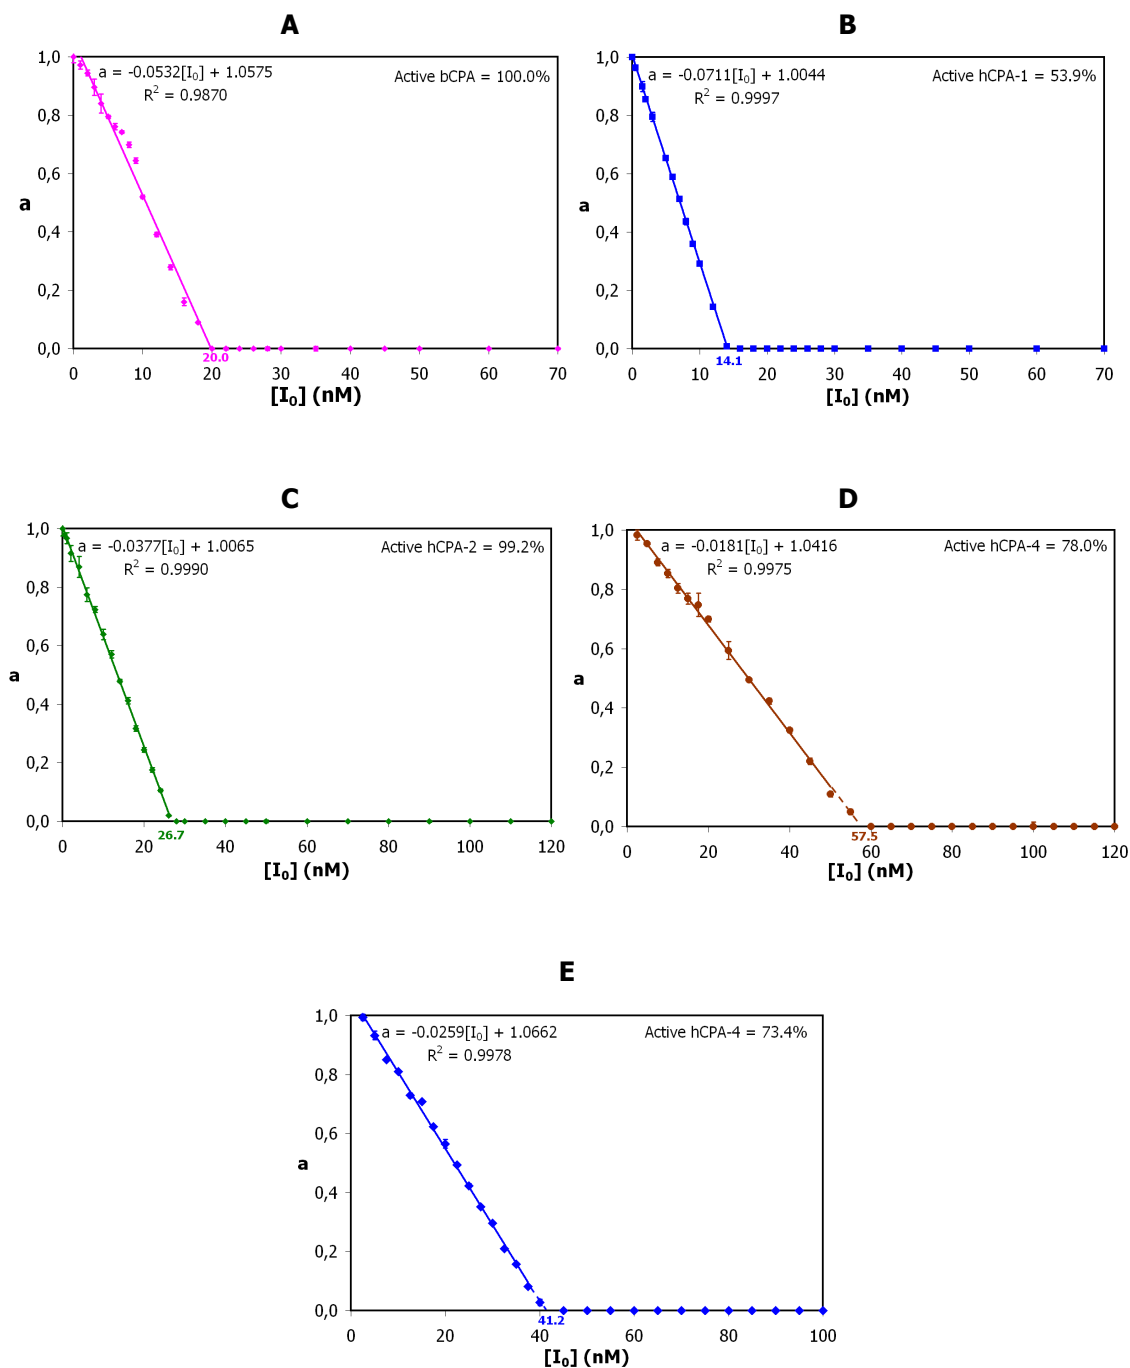 A
1,0
0,8
0,6
0,4
0,2
0,0
a
a = -0.0532[I₀] + 1.0575
R² = 0.9870
Active bCPA = 100.0%
20.0
0 10 20 30 40 50 60 70
[I₀] (nM)
B
1,0
0,8
0,6
0,4
0,2
0,0
a
a = -0.0711[I₀] + 1.0044
R² = 0.9997
Active hCPA-1 = 53.9%
14.1
0 10 20 30 40 50 60 70
[I₀] (nM)
C
1,0
0,8
0,6
0,4
0,2
0,0
a
a = -0.0377[I₀] + 1.0065
R² = 0.9990
Active hCPA-2 = 99.2%
26.7
0 20 40 60 80 100 120
[I₀] (nM)
D
1,0
0,8
0,6
0,4
0,2
0,0
a
a = -0.0181[I₀] + 1.0416
R² = 0.9975
Active hCPA-4 = 78.0%
57.5
0 20 40 60 80 100 120
[I₀] (nM)
E
1,0
0,8
0,6
0,4
0,2
0,0
a
a = -0.0259[I₀] + 1.0662
R² = 0.9978
Active hCPA-4 = 73.4%
41.2
0 20 40 60 80 100
[I₀] (nM)